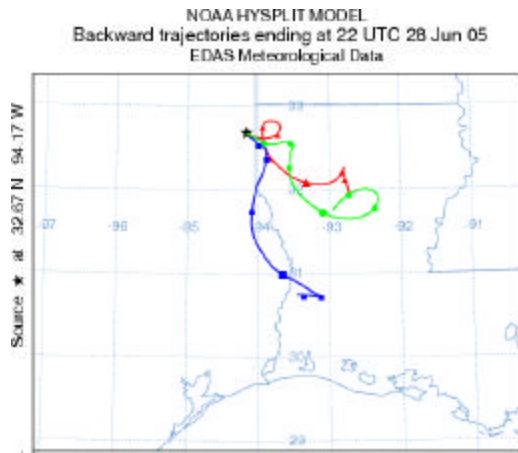 NOAA HYSPLIT MODEL
Backward trajectories ending at 22 UTC 28 Jun 05
EDAS Meteorological Data
Source ★ at 32.67 N 94.17 W
33
-97
-96
-95
-94
-93
-92
-91
31
30
29